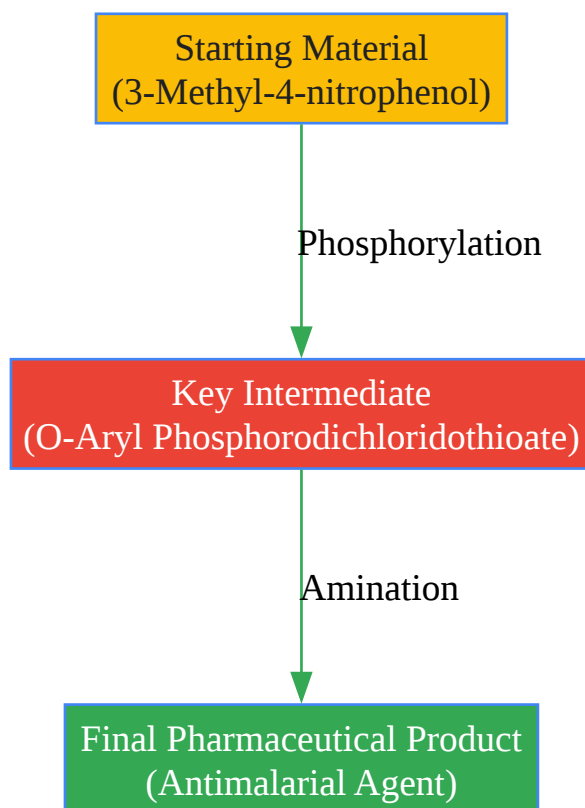 Starting Material
(3-Methyl-4-nitrophenol)
Phosphorylation
Key Intermediate
(O-Aryl Phosphorodichloridothioate)
Amination
Final Pharmaceutical Product
(Antimalarial Agent)